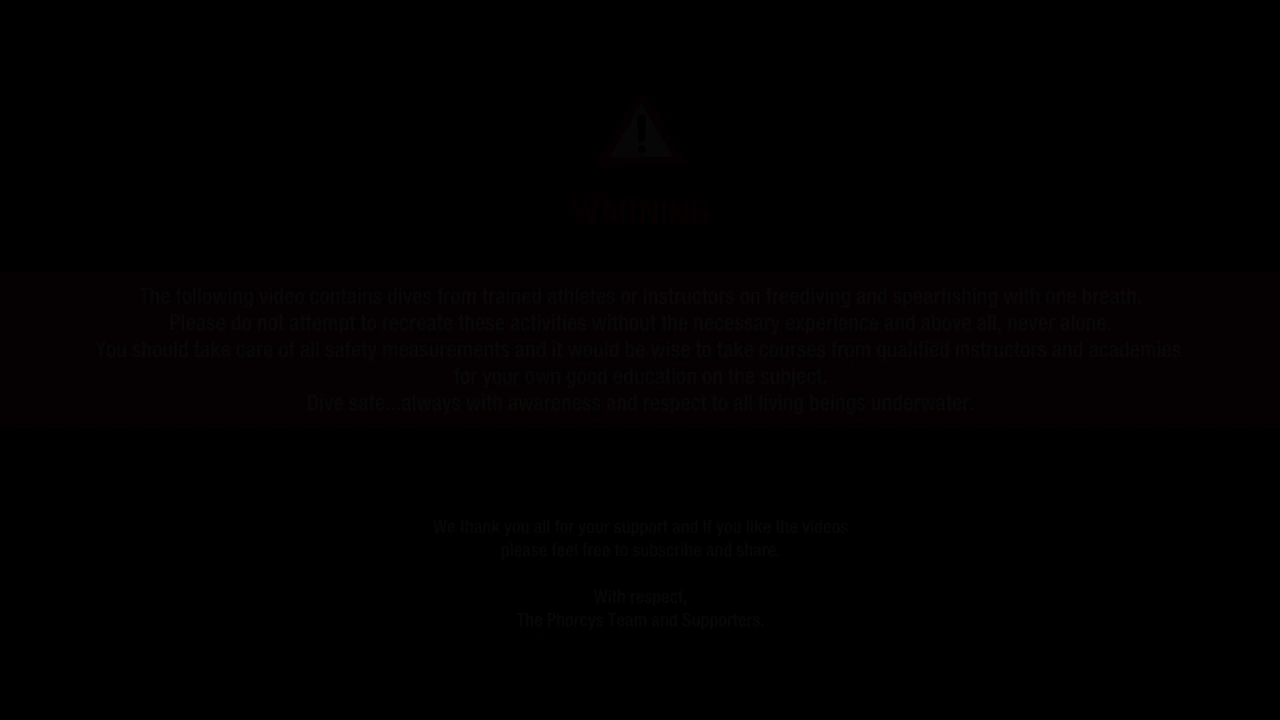 WARNING
The following video contains dives from trained athletes or instructors on freediving and spearfishing with one breath.
Please do not attempt to recreate these activities without the necessary experience and above all, never alone.
You should take care of all safety measurements and it would be wise to take courses from qualified instructors and academies
for your own good education on the subject.
Dive safe...always with awareness and respect to all living beings underwater.
We thank you all for your support and if you like the videos
please feel free to subscribe and share.
With respect,
The Phorcys Team and Supporters,